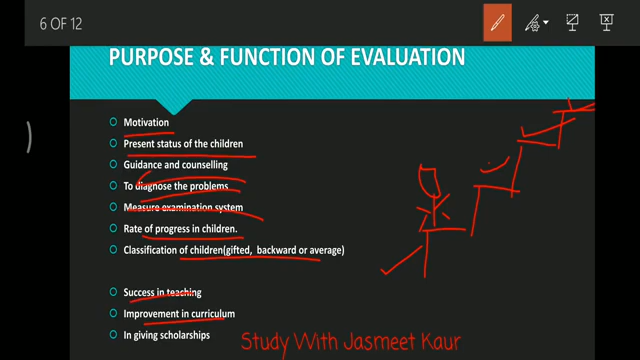 6 OF 12
PURPOSE & FUNCTION OF EVALUATION
Motivation
Present status of the children
Guidance and counselling
To diagnose the problems
Measure examination system
Rate of progress in children.
Classification of children(gifted, backward or average)
Success in teaching
Improvement in curriculum
In giving scholarships
Study With Jasmeet Kaur